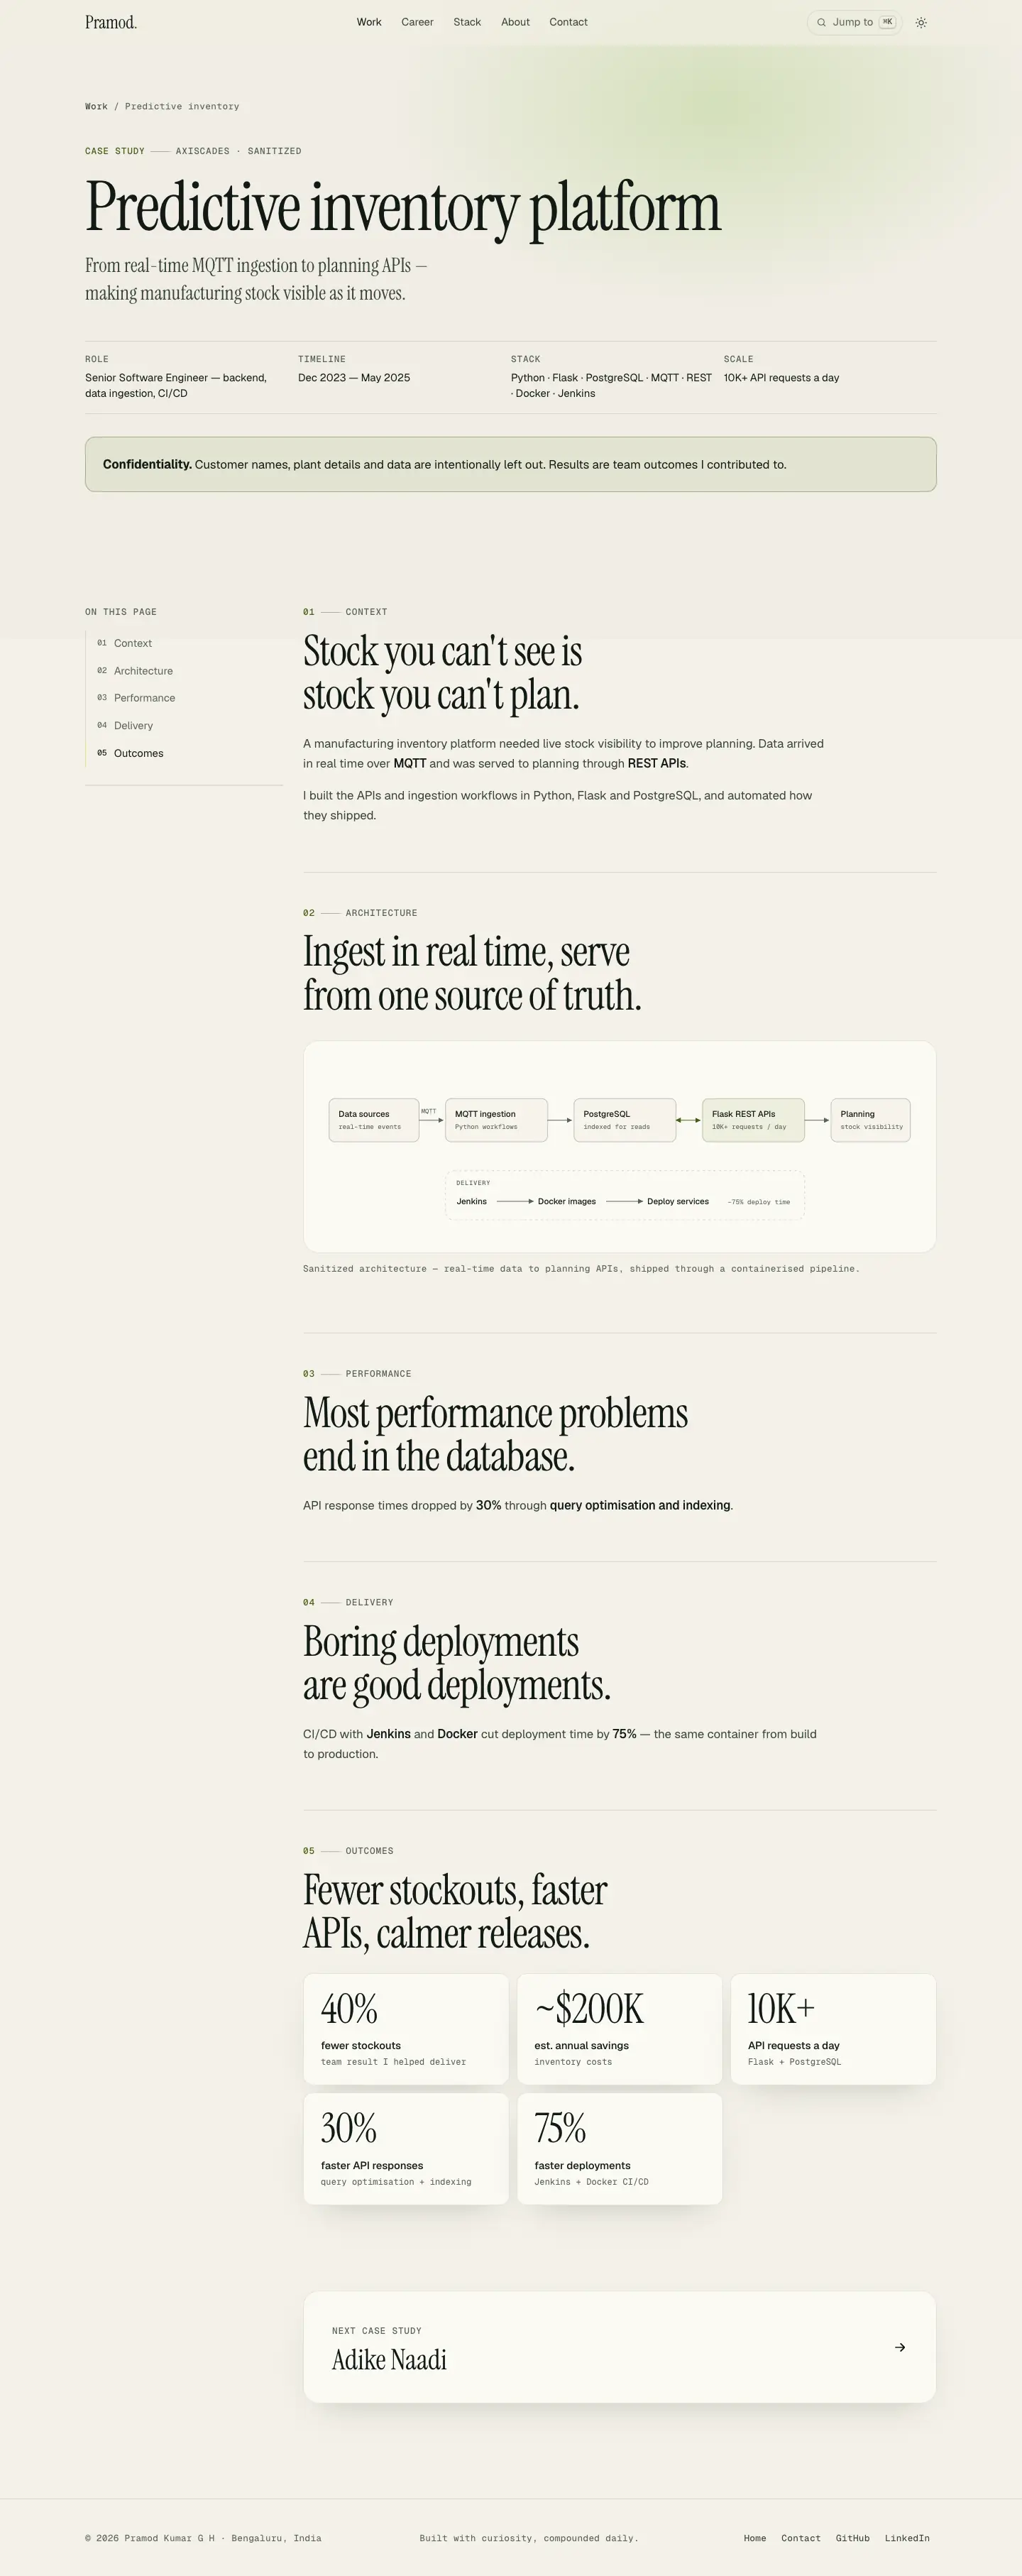 Pramod.
Work Career Stack About Contact
Jump to ⌘K
Work / Predictive inventory
CASE STUDY AXISCADES · SANITIZED
Predictive inventory platform
From real-time MQTT ingestion to planning APIs —
making manufacturing stock visible as it moves.
ROLE
Senior Software Engineer — backend,
data ingestion, CI/CD
TIMELINE
Dec 2023 — May 2025
STACK
Python · Flask · PostgreSQL · MQTT · REST
· Docker · Jenkins
SCALE
10K+ API requests a day
Confidentiality. Customer names, plant details and data are intentionally left out. Results are team outcomes I contributed to.
ON THIS PAGE
01 Context
02 Architecture
03 Performance
04 Delivery
05 Outcomes
01 CONTEXT
Stock you can't see is
stock you can't plan.
A manufacturing inventory platform needed live stock visibility to improve planning. Data arrived
in real time over MQTT and was served to planning through REST APIs.
I built the APIs and ingestion workflows in Python, Flask and PostgreSQL, and automated how
they shipped.
02 ARCHITECTURE
Ingest in real time, serve
from one source of truth.
Data sources
real-time events
MQTT
MQTT ingestion
Python workflows
PostgreSQL
indexed for reads
Flask REST APIs
10K+ requests / day
Planning
stock visibility
DELIVERY
Jenkins Docker images Deploy services −75% deploy time
Sanitized architecture — real-time data to planning APIs, shipped through a containerised pipeline.
03 PERFORMANCE
Most performance problems
end in the database.
API response times dropped by 30% through query optimisation and indexing.
04 DELIVERY
Boring deployments
are good deployments.
CI/CD with Jenkins and Docker cut deployment time by 75% — the same container from build
to production.
05 OUTCOMES
Fewer stockouts, faster
APIs, calmer releases.
40%
fewer stockouts
team result I helped deliver
~$200K
est. annual savings
inventory costs
10K+
API requests a day
Flask + PostgreSQL
30%
faster API responses
query optimisation + indexing
75%
faster deployments
Jenkins + Docker CI/CD
NEXT CASE STUDY
Adike Naadi
© 2026 Pramod Kumar G H · Bengaluru, India
Built with curiosity, compounded daily.
Home Contact GitHub LinkedIn